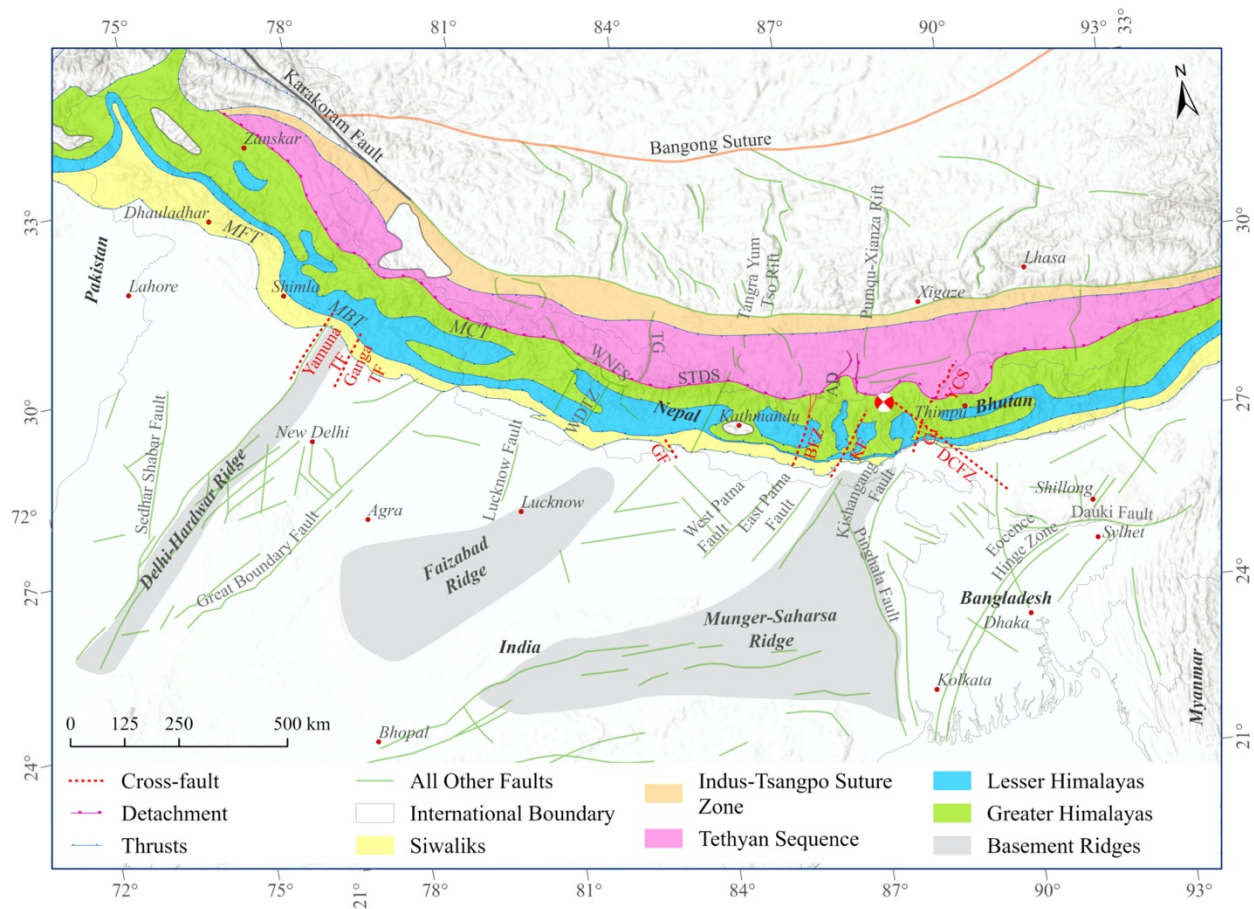 75° 78° 81° 84° 87° 90° 93° 33°
N
Karakoram Fault
Bangong Suture
Zanskar
Dhauladhar
MFT
33°
30°
Pakistan
Lahore
Shimla
MBT
MCT
Tangra Yum
Tso Rift
Pumqu-Xianza Rift
Lhasa
Xigaze
Yamuna
TF
Ganga
TF
WNFS
TG
STDS
AD
YCS
WDFZ
Nepal
Kathmandu
Thimpu
Bhutan
30°
27°
Sedhar Shabar Fault
New Delhi
GF
BFZ
KF
DCFZ
Lucknow Fault
Delhi-Hardwar Ridge
Agra
Lucknow
West Patna
Fault
East Patna
Fault
Kishangang
Fault
Shillong
Dauki Fault
Sylhet
72°
Great Boundary Fault
Faizabad
Ridge
Pinghala Fault
Eocence
Hinge Zone
24°
27°
Bangladesh
Dhaka
Munger-Saharsa
Ridge
India
Kolkata
Myanmar
0 125 250 500 km
Bhopal
24°
21°
Cross-fault
Detachment
Thrusts
All Other Faults
International Boundary
Siwaliks
Indus-Tsangpo Suture
Zone
Tethyan Sequence
Lesser Himalayas
Greater Himalayas
Basement Ridges
72° 75° 21° 78° 81° 84° 87° 90° 93°